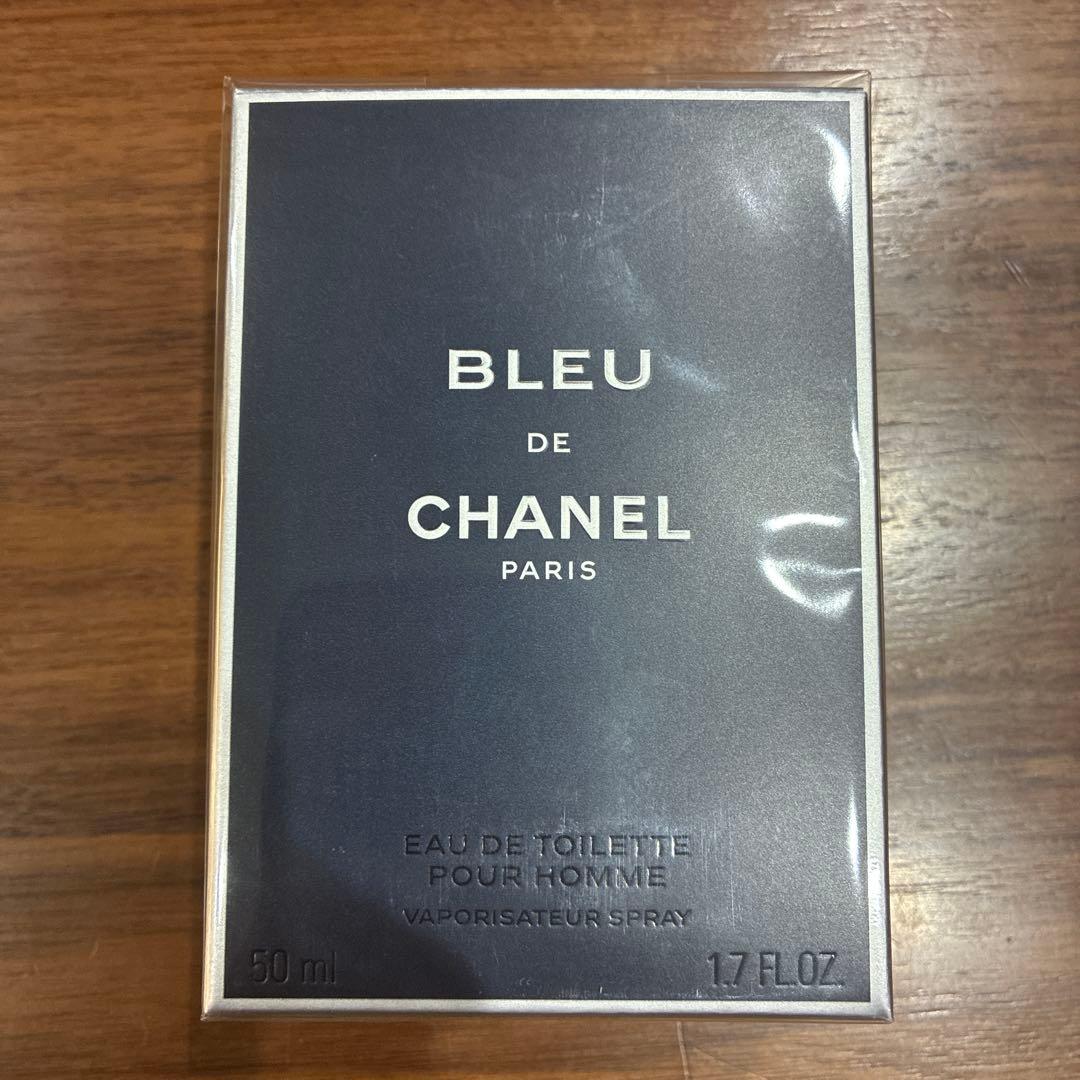 BLEU
DE
CHANEL
PARIS
EAU DE TOILETTE
POUR HOMME
VAPORISATEUR SPRAY
50 ml 1.7 FL.OZ.